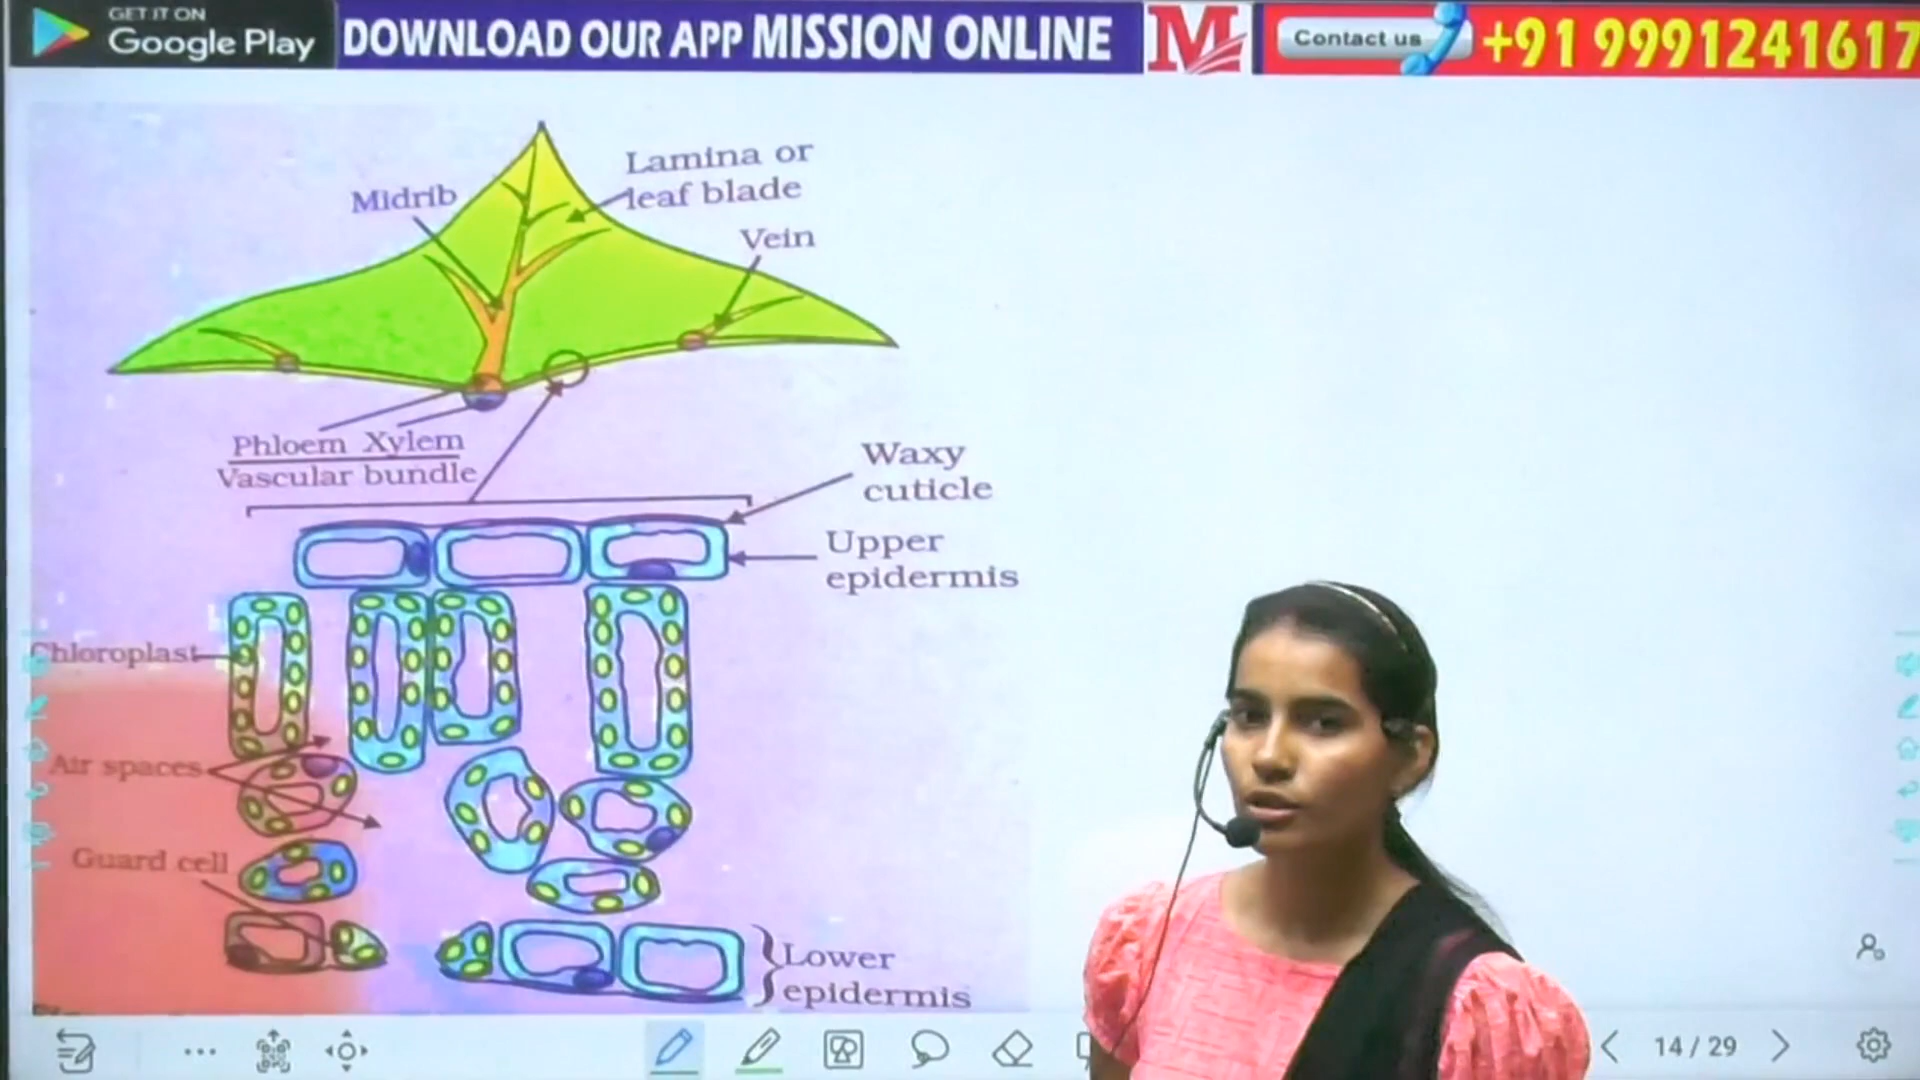 GET IT ON
Google Play
DOWNLOAD OUR APP MISSION ONLINE
M
Contact us
+91 9991241617
Lamina or
leaf blade
Midrib
Vein
Phloem Xylem
Vascular bundle
Waxy
cuticle
Upper
epidermis
Chloroplast
Air spaces
Guard cell
Lower
epidermis
14 / 29